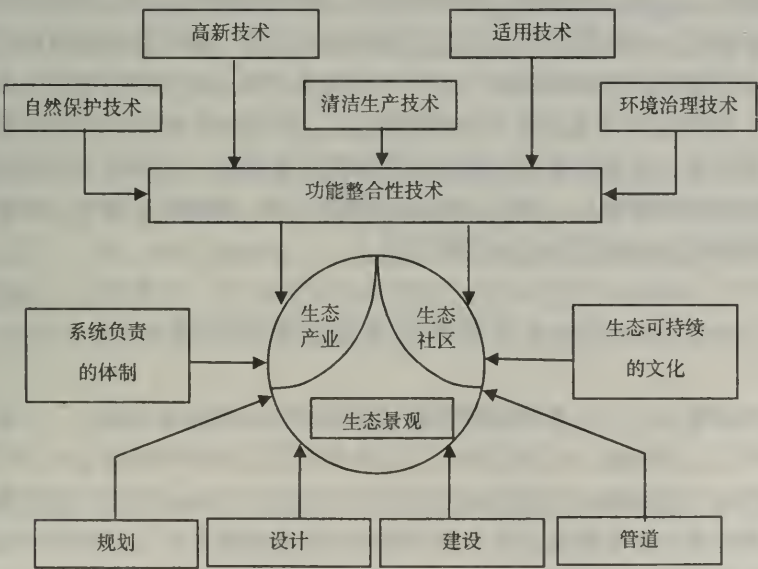 高新技术
适用技术
自然保护技术
清洁生产技术
环境治理技术
功能整合性技术
生态
产业
生态
社区
系统负责
的体制
生态可持续
的文化
生态景观
规划
设计
建设
管道